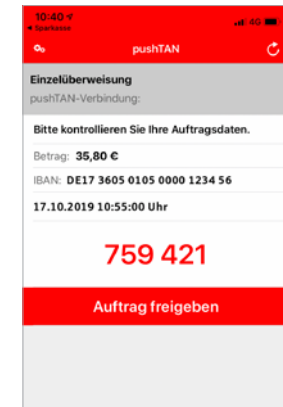 10:40
◀ Sparkasse
4G
pushTAN
Einzelüberweisung
pushTAN-Verbindung:
Bitte kontrollieren Sie Ihre Auftragsdaten.
Betrag: 35,80 €
IBAN: DE17 3605 0105 0000 1234 56
17.10.2019 10:55:00 Uhr
759 421
Auftrag freigeben